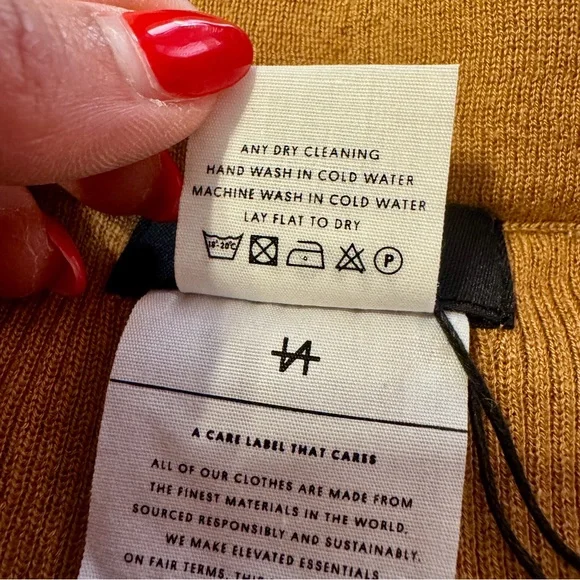 ANY DRY CLEANING
HAND WASH IN COLD WATER
MACHINE WASH IN COLD WATER
LAY FLAT TO DRY
P
A CARE LABEL THAT CARES
ALL OF OUR CLOTHES ARE MADE FROM
THE FINEST MATERIALS IN THE WORLD.
SOURCED RESPONSIBLY AND SUSTAINABLY.
WE MAKE ELEVATED ESSENTIALS
ON FAIR TERMS.